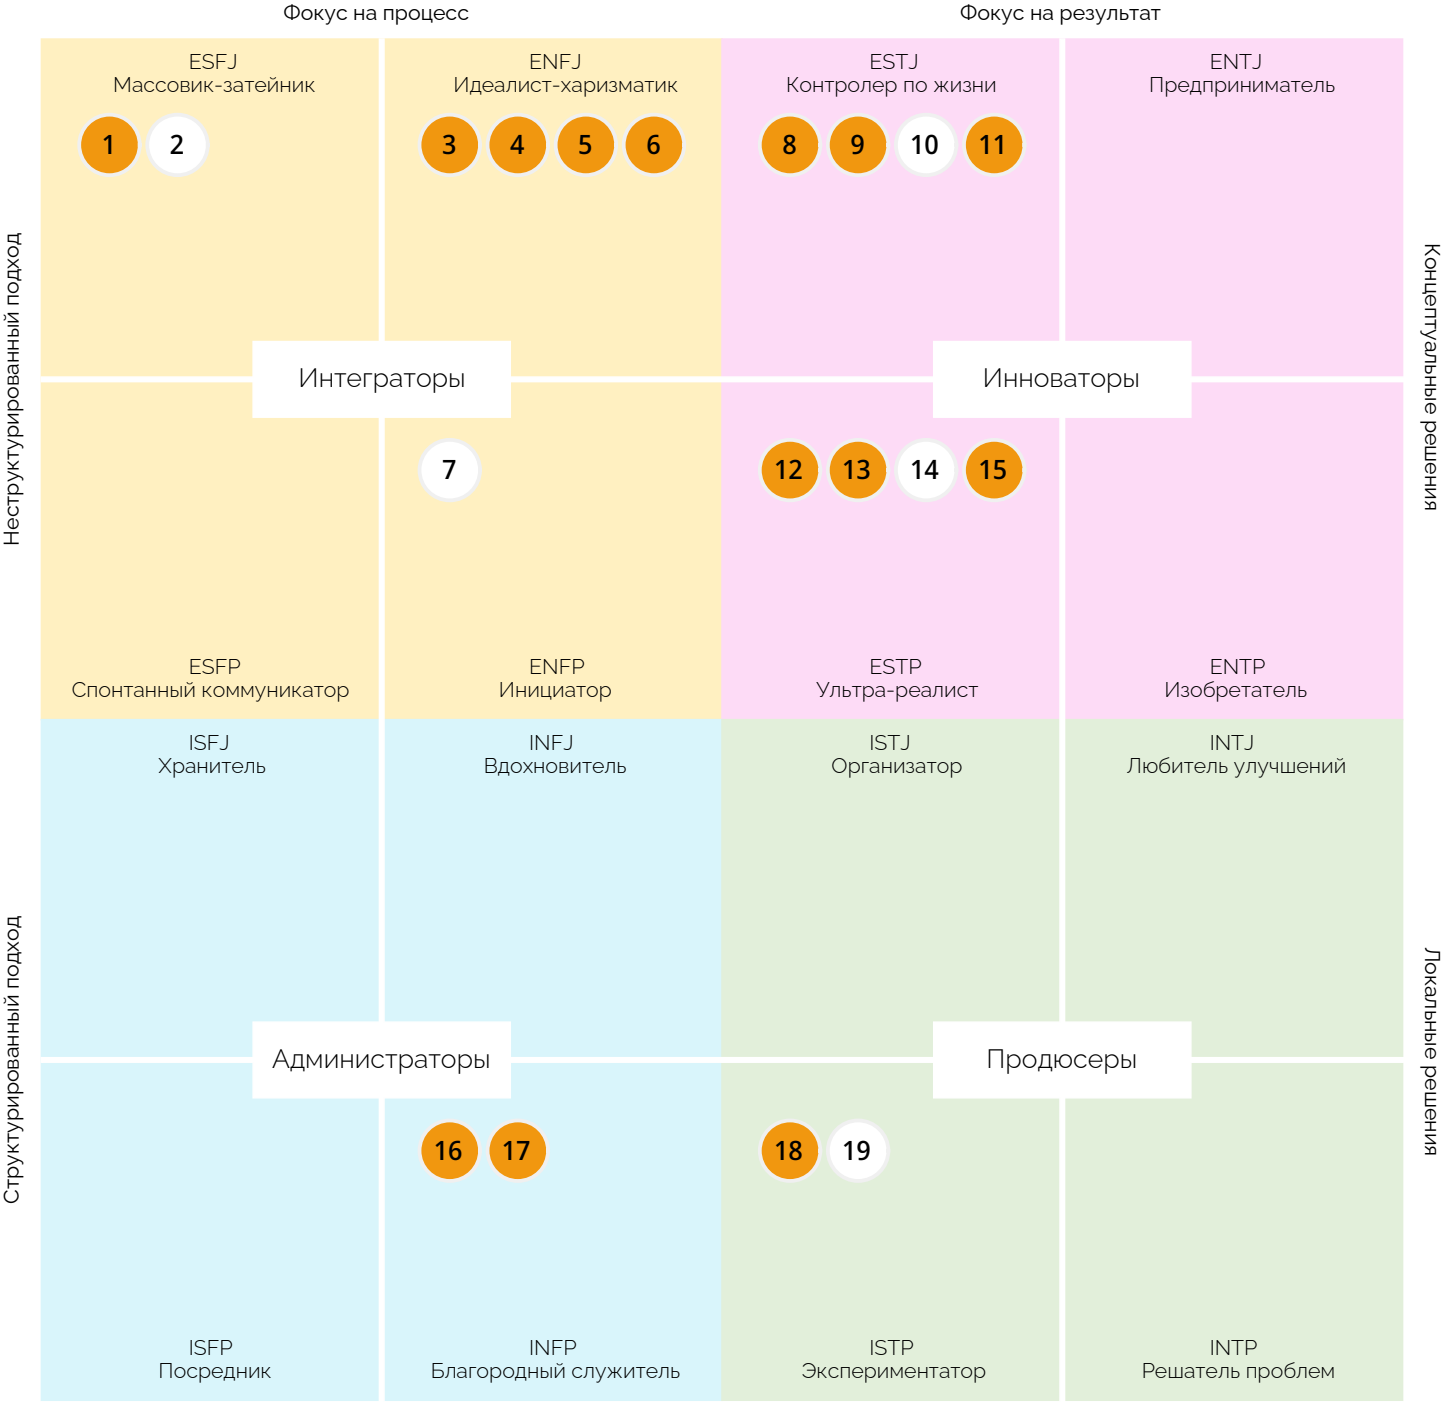 Фокус на процесс
Фокус на результат
ESFJ
Массовик-затейник
ENFJ
Идеалист-харизматик
ESTJ
Контролер по жизни
ENTJ
Предприниматель
1 2
3 4 5 6
8 9 10 11
Неструктурированный подход
Концептуальные решения
Интеграторы
Инноваторы
7
12 13 14 15
ESFP
Спонтанный коммуникатор
ENFP
Инициатор
ESTP
Ультра-реалист
ENTP
Изобретатель
ISFJ
Хранитель
INFJ
Вдохновитель
ISTJ
Организатор
INTJ
Любитель улучшений
Структурированный подход
Локальные решения
Администраторы
Продюсеры
16 17
18 19
ISFP
Посредник
INFP
Благородный служитель
ISTP
Экспериментатор
INTP
Решатель проблем